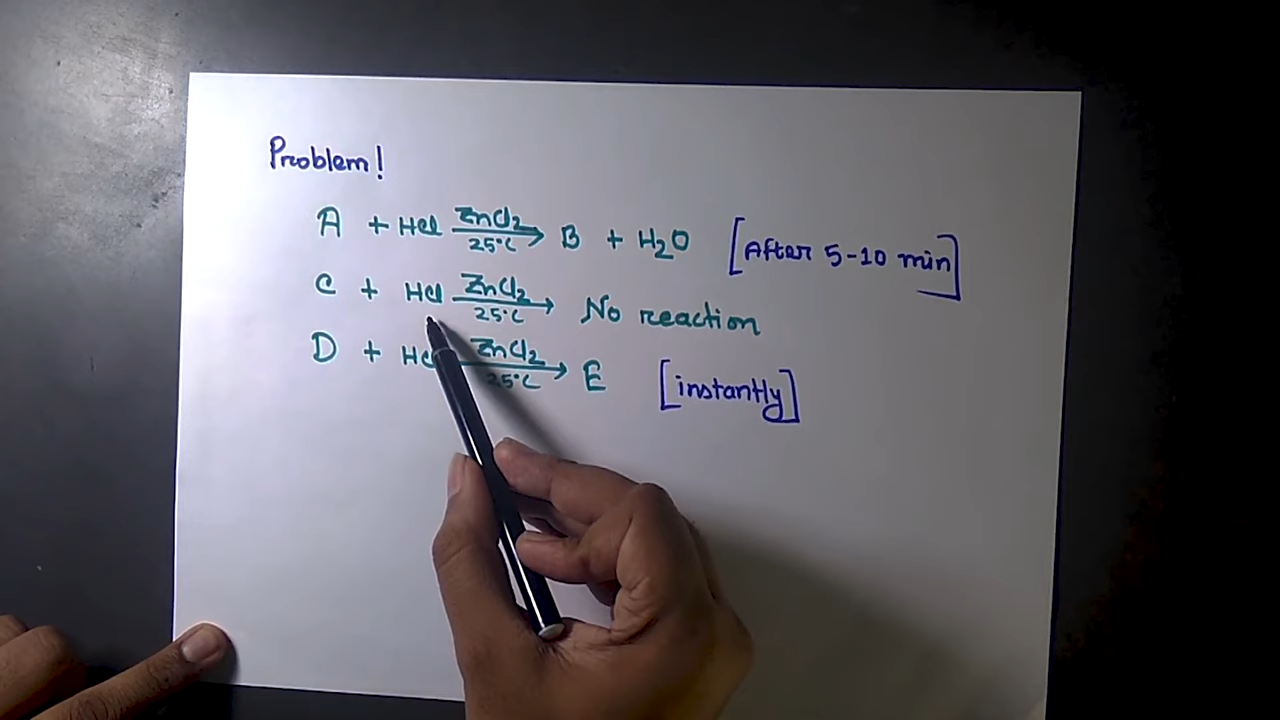 Problem!
A + HCl ZnCl2 25°C → B + H2O [After 5-10 min]
C + HCl ZnCl2 25°C → No reaction
D + HCl ZnCl2 25°C → E [instantly]